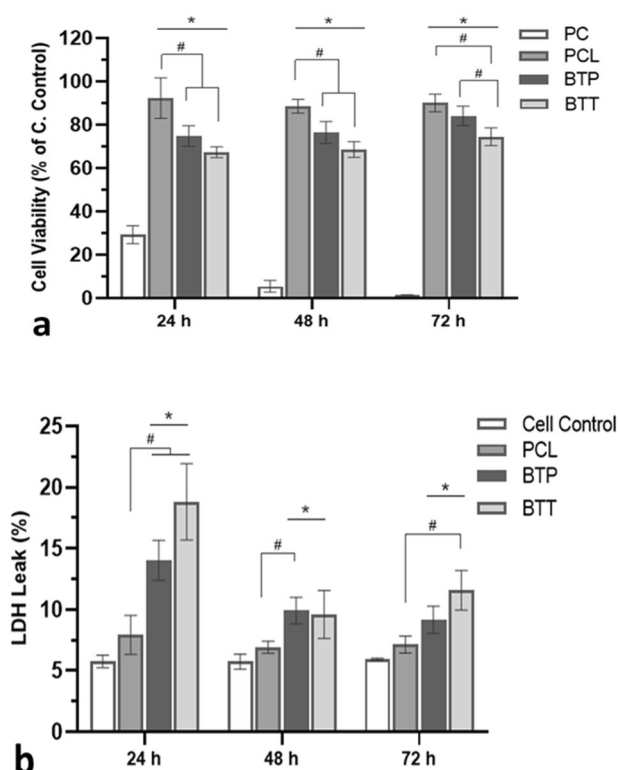 Cell Viability (% of C. Control)
120
100
80
60
40
20
0
*
#
*
#
*
#
#
PC
PCL
BTP
BTT
24 h
48 h
72 h
a
LDH Leak (%)
25
20
15
10
5
0
*
#
*
#
*
#
Cell Control
PCL
BTP
BTT
24 h
48 h
72 h
b